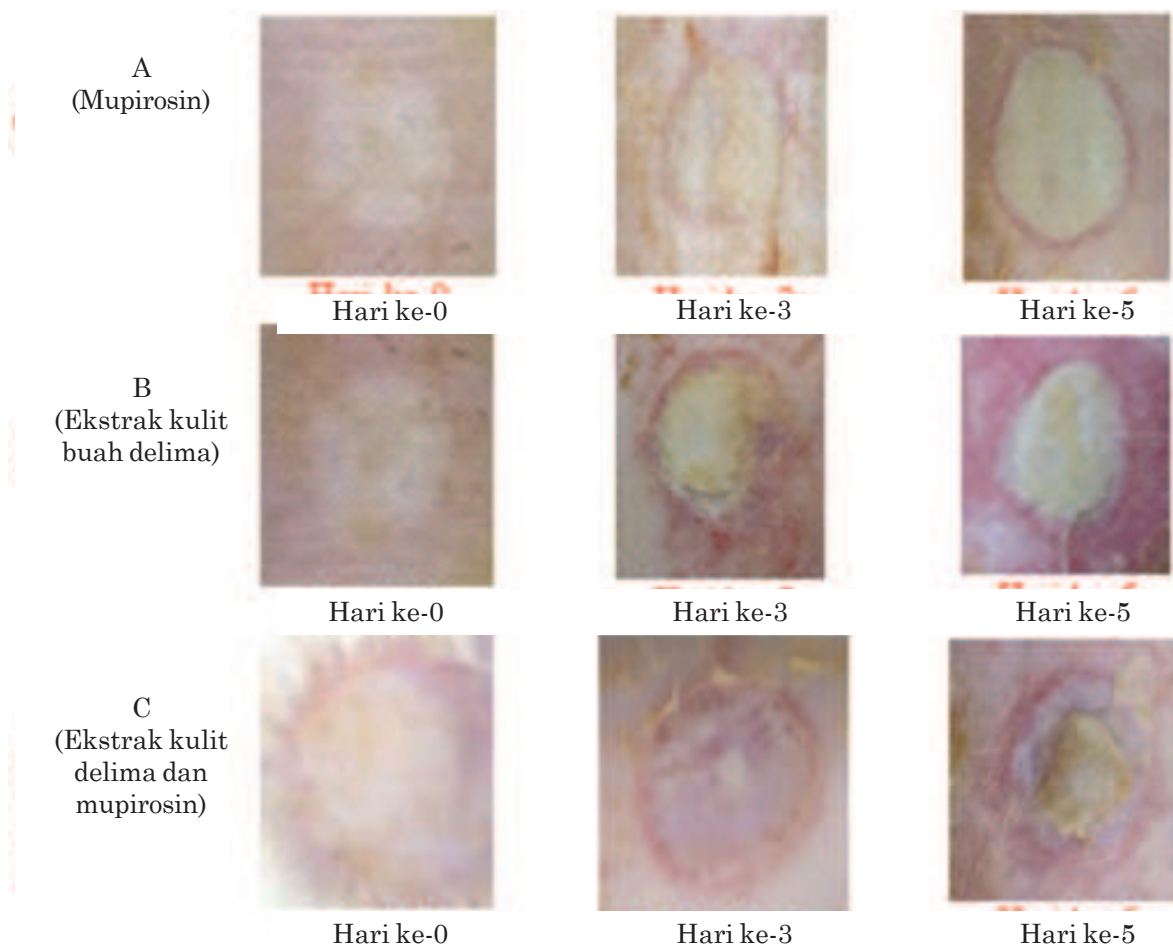 A
(Mupirosin)
Hari ke-0
Hari ke-3
Hari ke-5
B
(Ekstrak kulit
buah delima)
Hari ke-0
Hari ke-3
Hari ke-5
C
(Ekstrak kulit
delima dan
mupirosin)
Hari ke-0
Hari ke-3
Hari ke-5